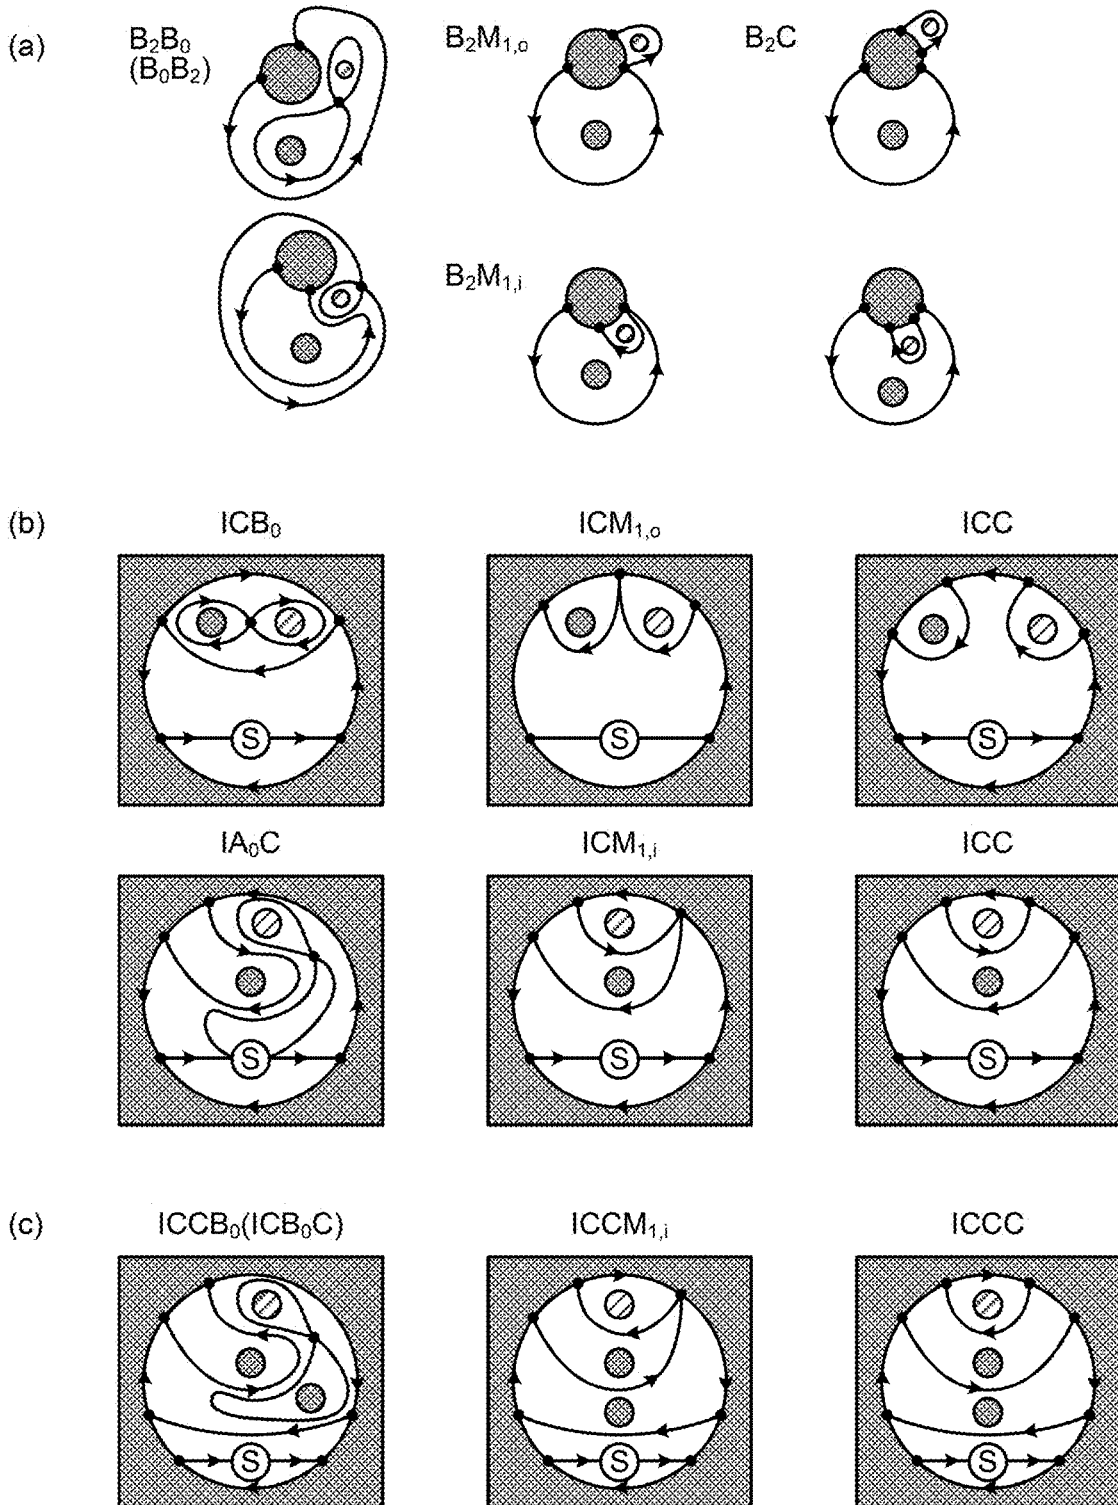 (a) B₂B₀ B₂M₁,ₒ B₂C
(B₀B₂)
B₂M₁,ᵢ
(b) ICB₀ ICM₁,ₒ ICC
S S S
IA₀C ICM₁,ᵢ ICC
S S S
(c) ICCB₀(ICB₀C) ICCM₁,ᵢ ICCC
S S S